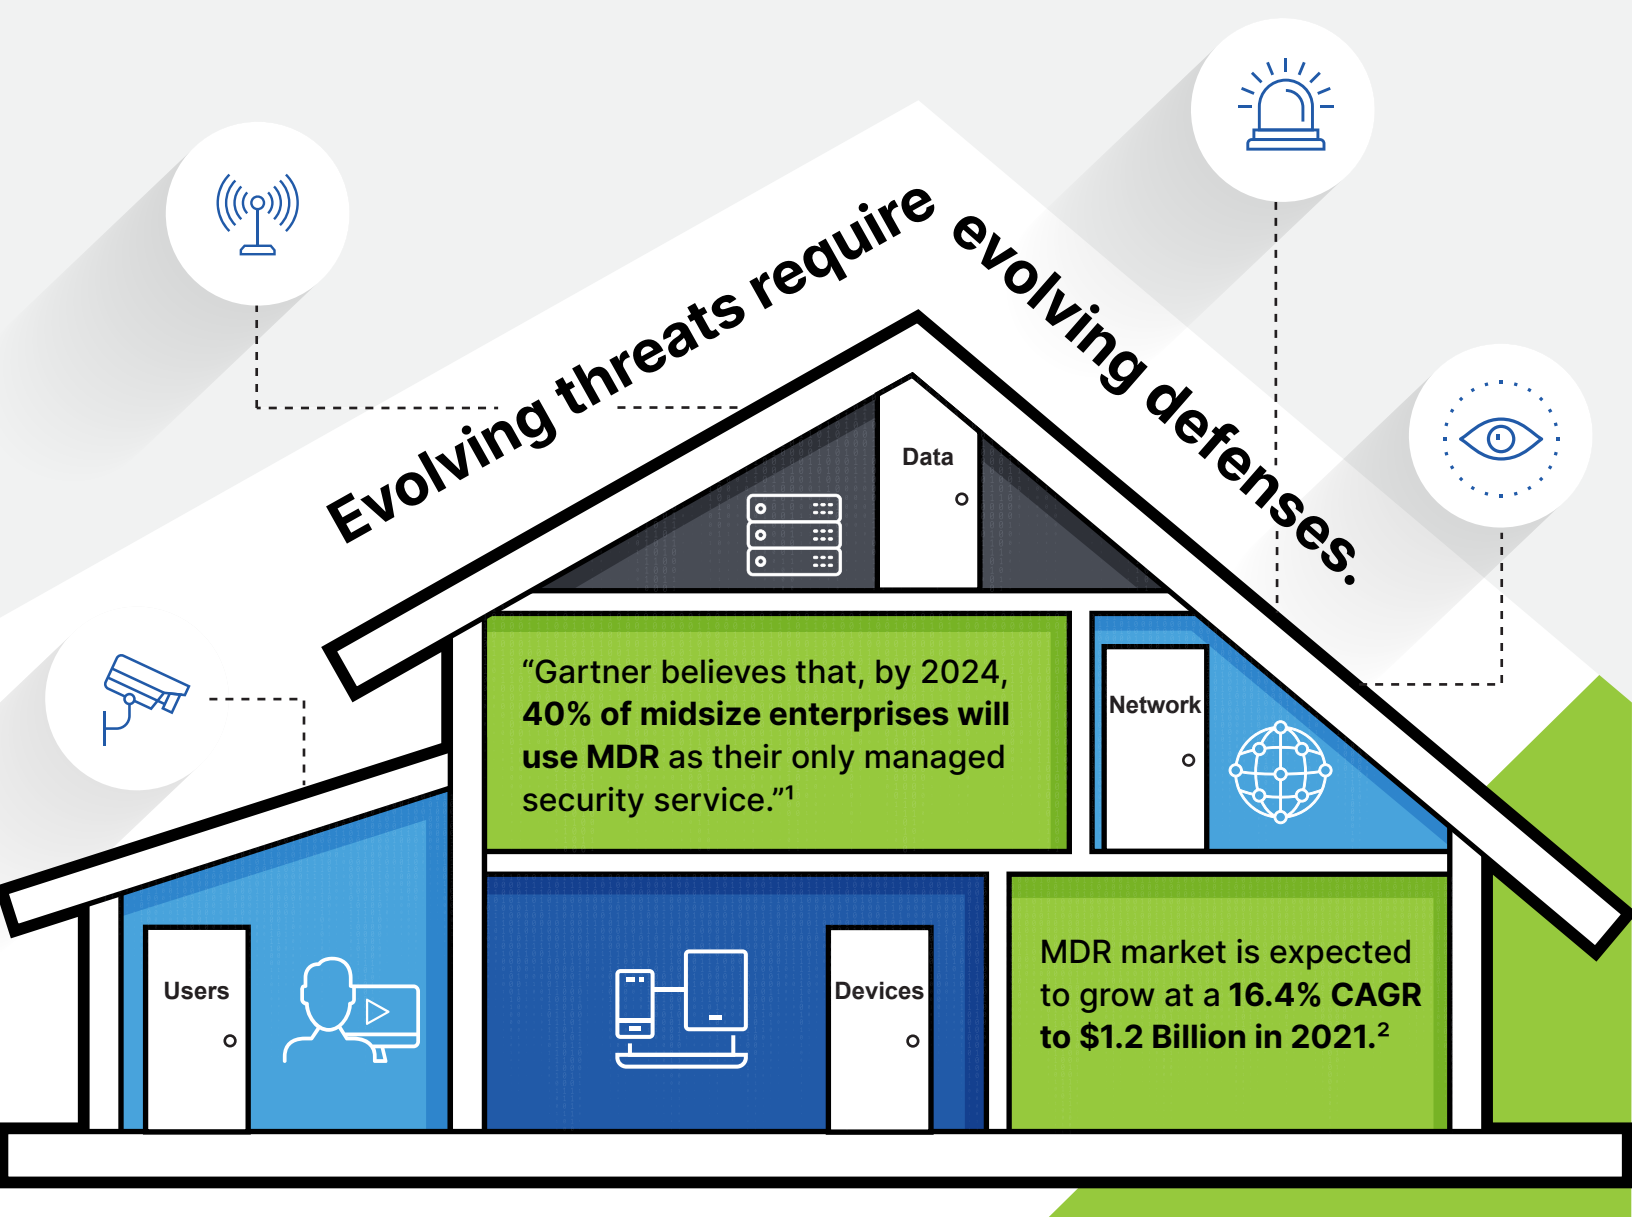 Evolving threats require evolving defenses.
Data
“Gartner believes that, by 2024,
40% of midsize enterprises will
use MDR as their only managed
security service.”¹
Network
Users
Devices
MDR market is expected
to grow at a 16.4% CAGR
to $1.2 Billion in 2021.²